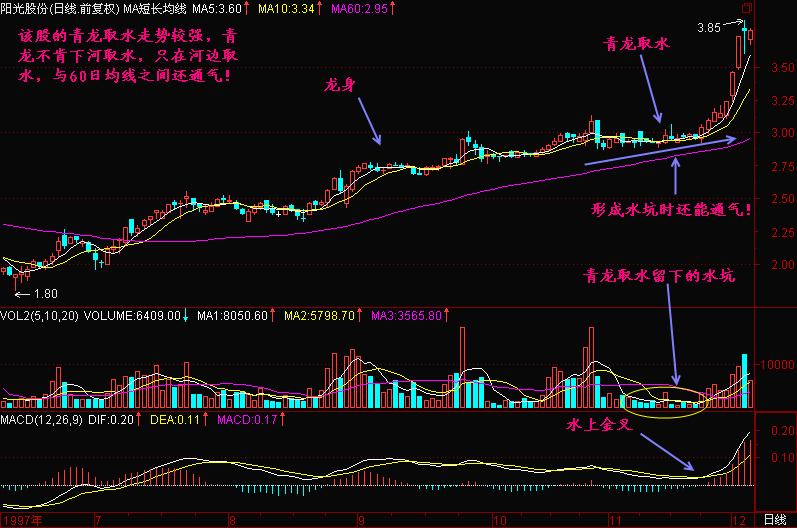 阳光股份(日线.前复权) MA短长均线 MA5:3.60↑ MA10:3.34↑ MA60:2.95↑
该股的青龙取水走势较强，青
龙不肯下河取水，只在河边取
水，与60日均线之间还通气！
3.85
青龙取水
龙身
3.50
3.25
3.00
2.75
2.50
2.25
2.00
形成水坑时还能通气！
青龙取水留下的水坑
1.80
VOL2(5,10,20) VOLUME:6409.00↓ MA1:8050.60↑ MA2:5798.70↑ MA3:3565.80↑
10000
MACD(12,26,9) DIF:0.20↑ DEA:0.11↑ MACD:0.17↑
水上金叉
0.20
0.10
1997年 7 8 9 10 11 12 日线